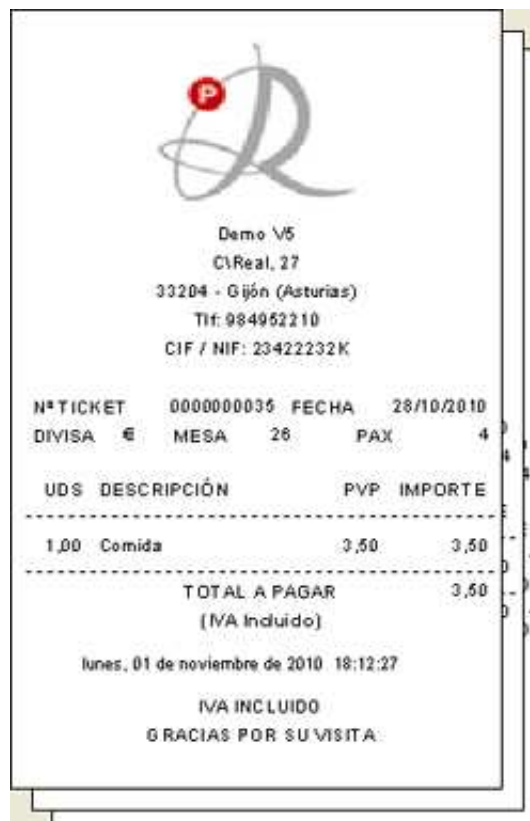 P
R
Demo V5
C\Real, 27
33204 - Gijón (Asturias)
Tlf: 984952210
CIF / NIF: 23422232K
Nº TICKET 0000000035 FECHA 28/10/2010
DIVISA € MESA 26 PAX 4
UDS DESCRIPCIÓN PVP IMPORTE
1,00 Comida 3,50 3,50
TOTAL A PAGAR 3,50
(IVA Incluido)
lunes, 01 de noviembre de 2010 18:12:27
IVA INCLUIDO
GRACIAS POR SU VISITA